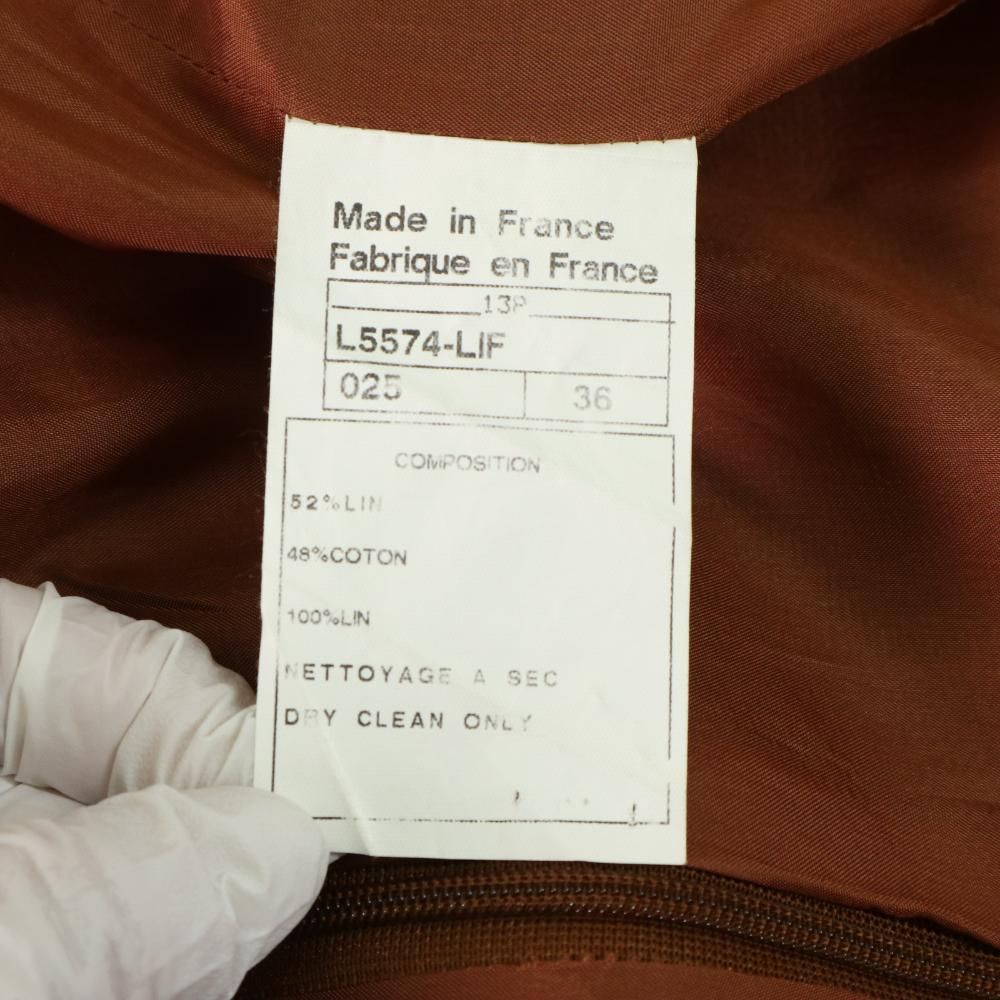 Made in France
Fabrique en France
13P
L5574-LIF
025 36
COMPOSITION
52%LIN
48%COTON
100%LIN
NETTOYAGE A SEC
DRY CLEAN ONLY